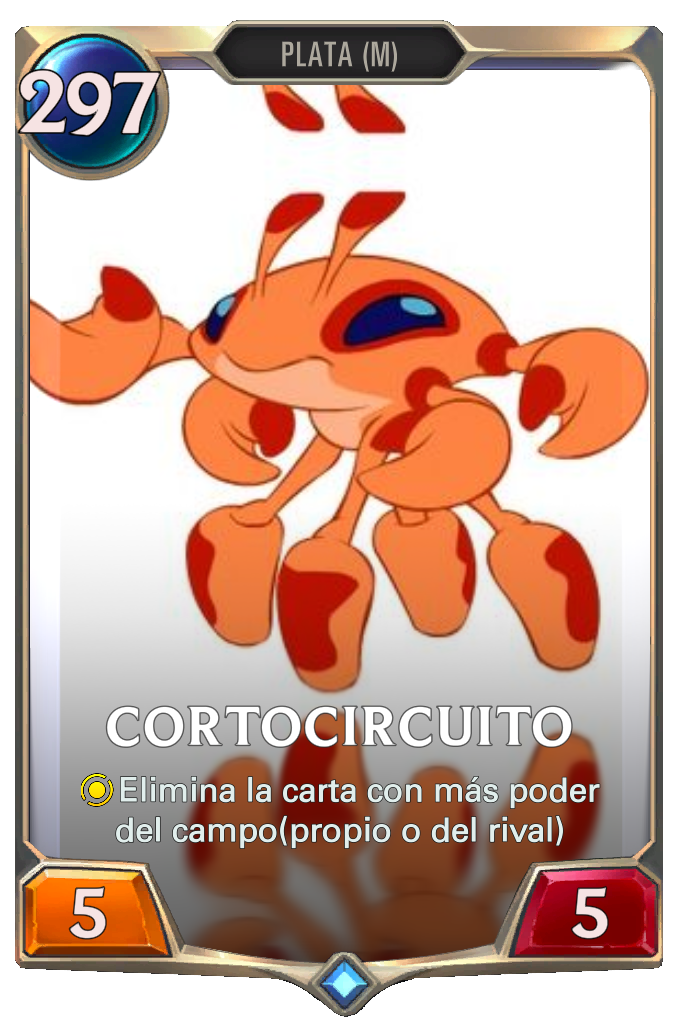 PLATA (M)
297
CORTOCIRCUITO
Elimina la carta con más poder
del campo(propio o del rival)
5
5